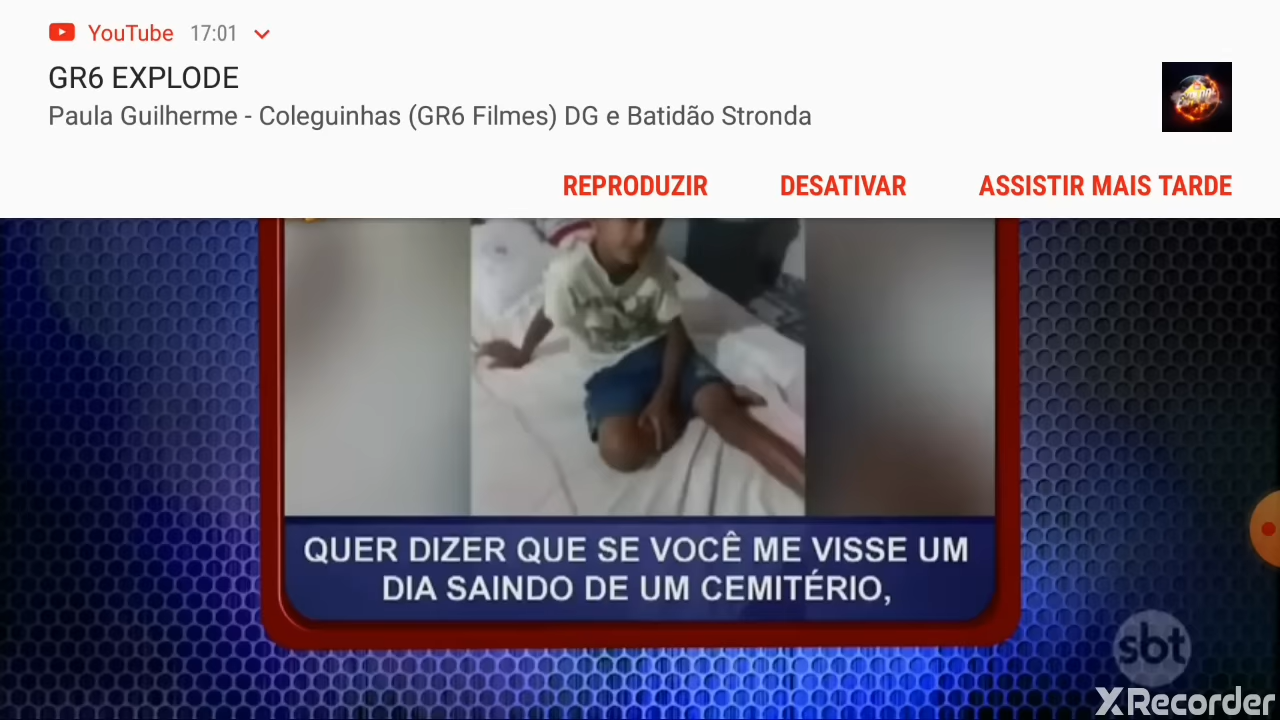 YouTube 17:01
GR6 EXPLODE
Paula Guilherme - Coleguinhas (GR6 Filmes) DG e Batidão Stronda
REPRODUZIR DESATIVAR ASSISTIR MAIS TARDE
QUER DIZER QUE SE VOCÊ ME VISSE UM
DIA SAINDO DE UM CEMITÉRIO,
sbt
XRecorder